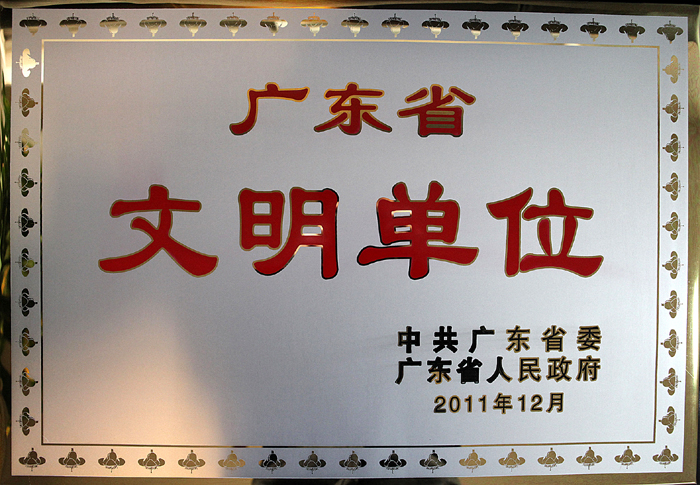 广东省
文明单位
中共广东省委
广东省人民政府
2011年12月